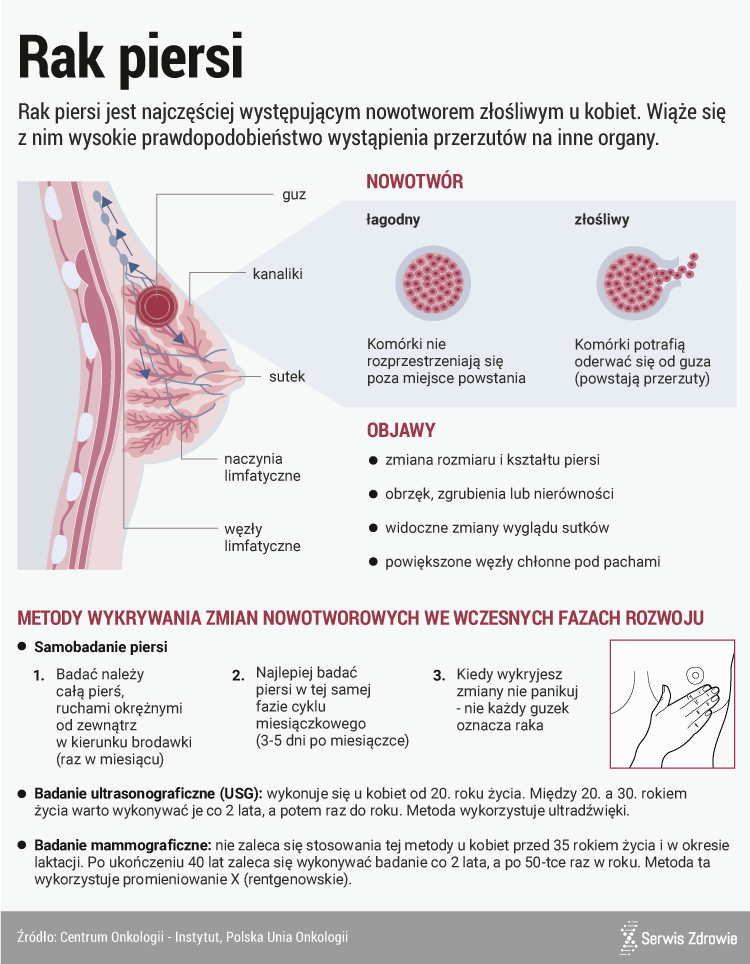 Rak piersi
Rak piersi jest najczęściej występującym nowotworem złośliwym u kobiet. Wiąże się
z nim wysokie prawdopodobieństwo wystąpienia przerzutów na inne organy.
guz
kanaliki
sutek
naczynia
limfatyczne
węzły
limfatyczne
NOWOTWÓR
łagodny
Komórki nie
rozprzestrzeniają się
poza miejsce powstania
złośliwy
Komórki potrafią
oderwać się od guza
(powstają przerzuty)
OBJAWY
● zmiana rozmiaru i kształtu piersi
● obrzęk, zgrubienia lub nierówności
● widoczne zmiany wyglądu sutków
● powiększone węzły chłonne pod pachami
METODY WYKRYWANIA ZMIAN NOWOTWOROWYCH WE WCZESNYCH FAZACH ROZWOJU
● Samobadanie piersi
1. Badać należy
całą pierś,
ruchami okrężnymi
od zewnątrz
w kierunku brodawki
(raz w miesiącu)
2. Najlepiej badać
piersi w tej samej
fazie cyklu
miesiączkowego
(3-5 dni po miesiączce)
3. Kiedy wykryjesz
zmiany nie panikuj
- nie każdy guzek
oznacza raka
● Badanie ultrasonograficzne (USG): wykonuje się u kobiet od 20. roku życia. Między 20. a 30. rokiem
życia warto wykonywać je co 2 lata, a potem raz do roku. Metoda wykorzystuje ultradźwięki.
● Badanie mammograficzne: nie zaleca się stosowania tej metody u kobiet przed 35 rokiem życia i w okresie
laktacji. Po ukończeniu 40 lat zaleca się wykonywać badanie co 2 lata, a po 50-tce raz w roku. Metoda ta
wykorzystuje promieniowanie X (rentgenowskie).
Źródło: Centrum Onkologii - Instytut, Polska Unia Onkologii
Serwis Zdrowie